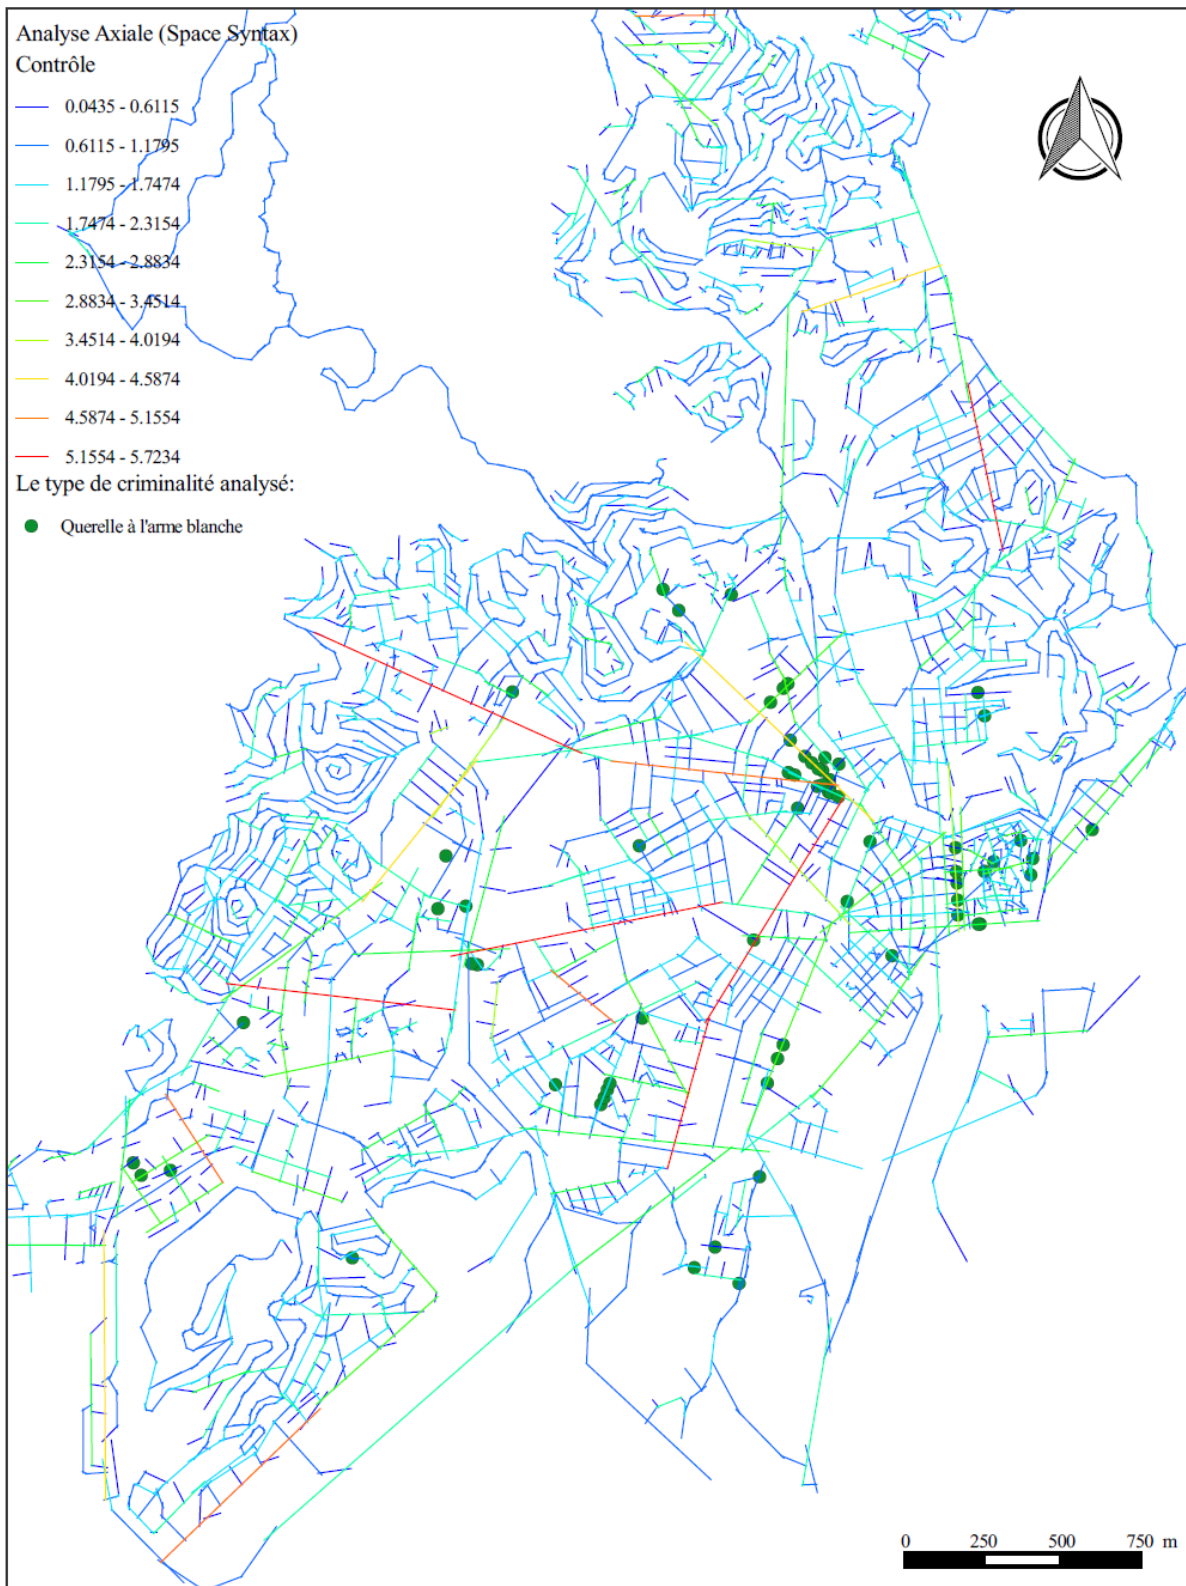 Analyse Axiale (Space Syntax)
Contrôle
0.0435 - 0.6115
0.6115 - 1.1795
1.1795 - 1.7474
1.7474 - 2.3154
2.3154 - 2.8834
2.8834 - 3.4514
3.4514 - 4.0194
4.0194 - 4.5874
4.5874 - 5.1554
5.1554 - 5.7234
Le type de criminalité analysé:
Querelle à l'arme blanche
0 250 500 750 m